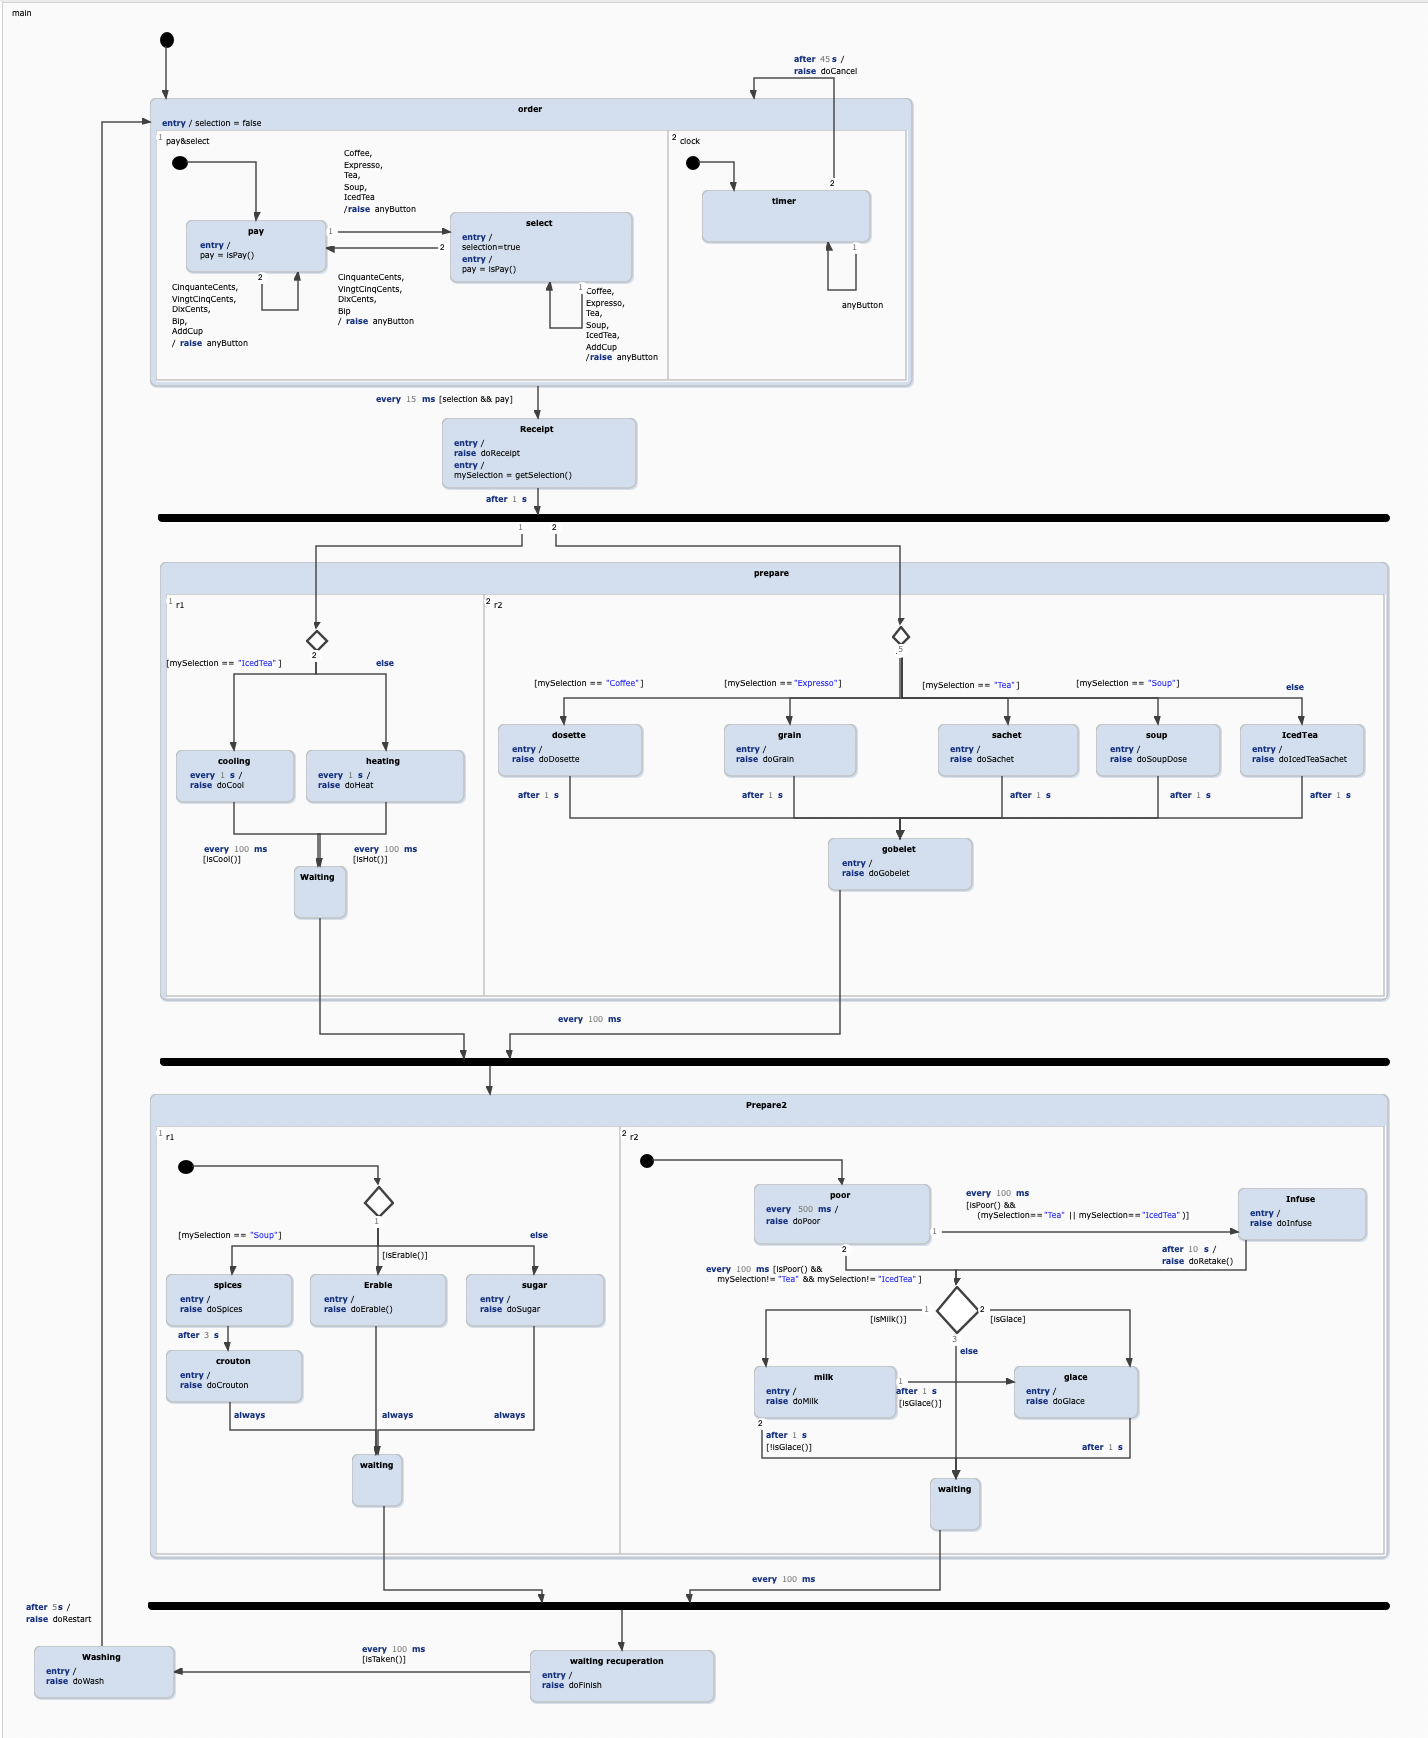 main
after 45 s /
raise doCancel
order
entry / selection = false
1 pay&select
2 clock
Coffee,
Expresso,
Tea,
Soup,
IcedTea
/raise anyButton
2
timer
1
anyButton
pay
entry /
pay = isPay()
1
2
select
entry /
selection=true
entry /
pay = isPay()
2
CinquanteCents,
VingtCinqCents,
DixCents,
Bip,
AddCup
/ raise anyButton
CinquanteCents,
VingtCinqCents,
DixCents,
Bip
/ raise anyButton
1
Coffee,
Expresso,
Tea,
Soup,
IcedTea,
AddCup
/raise anyButton
every 15 ms [selection && pay]
Receipt
entry /
raise doReceipt
entry /
mySelection = getSelection()
after 1 s
1 2
prepare
1 r1
2 r2
2
[mySelection == "IcedTea" ]
else
5
[mySelection == "Coffee" ]
[mySelection =="Expresso"]
[mySelection == "Tea" ]
[mySelection == "Soup"]
else
cooling
every 1 s /
raise doCool
heating
every 1 s /
raise doHeat
dosette
entry /
raise doDosette
grain
entry /
raise doGrain
sachet
entry /
raise doSachet
soup
entry /
raise doSoupDose
IcedTea
entry /
raise doIcedTeaSachet
after 1 s
after 1 s
after 1 s
after 1 s
after 1 s
every 100 ms
[isCool()]
every 100 ms
[isHot()]
Waiting
gobelet
entry /
raise doGobelet
every 100 ms
Prepare2
1 r1
2 r2
1
[mySelection == "Soup"]
[isErable()]
else
spices
entry /
raise doSpices
Erable
entry /
raise doErable()
sugar
entry /
raise doSugar
after 3 s
crouton
entry /
raise doCrouton
always
always
always
waiting
poor
every 500 ms /
raise doPoor
1
2
every 100 ms
[isPoor() &&
(mySelection=="Tea" || mySelection=="IcedTea" )]
Infuse
entry /
raise doInfuse
after 10 s /
raise doRetake()
every 100 ms [isPoor() &&
mySelection!= "Tea" && mySelection!= "IcedTea" ]
1
2
3
[isMilk()]
[isGlace]
else
milk
entry /
raise doMilk
1
after 1 s
[isGlace()]
glace
entry /
raise doGlace
2
after 1 s
[!isGlace()]
after 1 s
waiting
every 100 ms
after 5 s /
raise doRestart
Washing
entry /
raise doWash
every 100 ms
[isTaken()]
waiting recuperation
entry /
raise doFinish